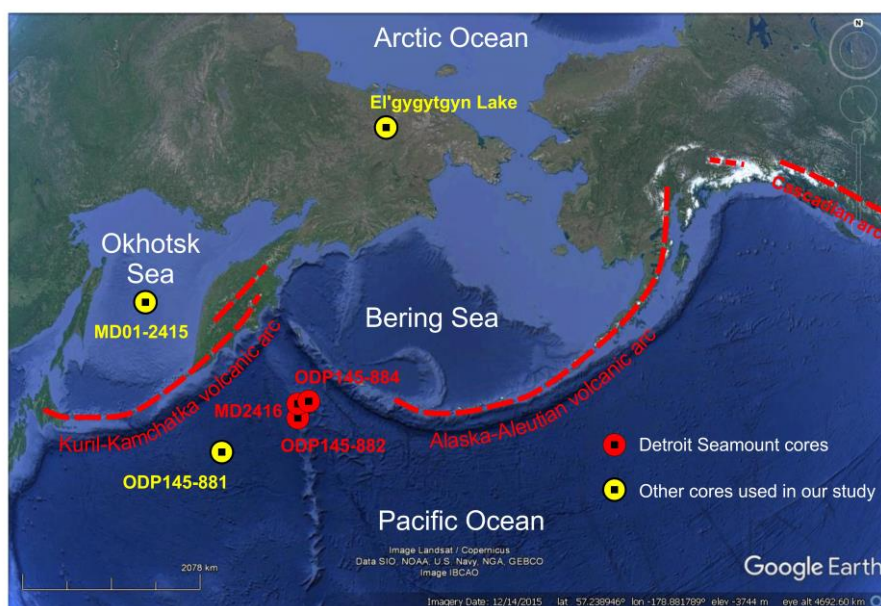 Arctic Ocean
N
El'gygytgyn Lake
Cascadian arc
Okhotsk
Sea
MD01-2415
Bering Sea
Kuril-Kamchatka volcanic arc
ODP145-884
MD2416
ODP145-882
Alaska-Aleutian volcanic arc
ODP145-881
Detroit Seamount cores
Other cores used in our study
Pacific Ocean
Image Landsat / Copernicus
Data SIO, NOAA, U.S. Navy, NGA, GEBCO
Image IBCAO
2078 km
Google Earth
Imagery Date: 12/14/2015 lat 57.238946° lon -178.881789° elev -3744 m eye alt 4692.60 km